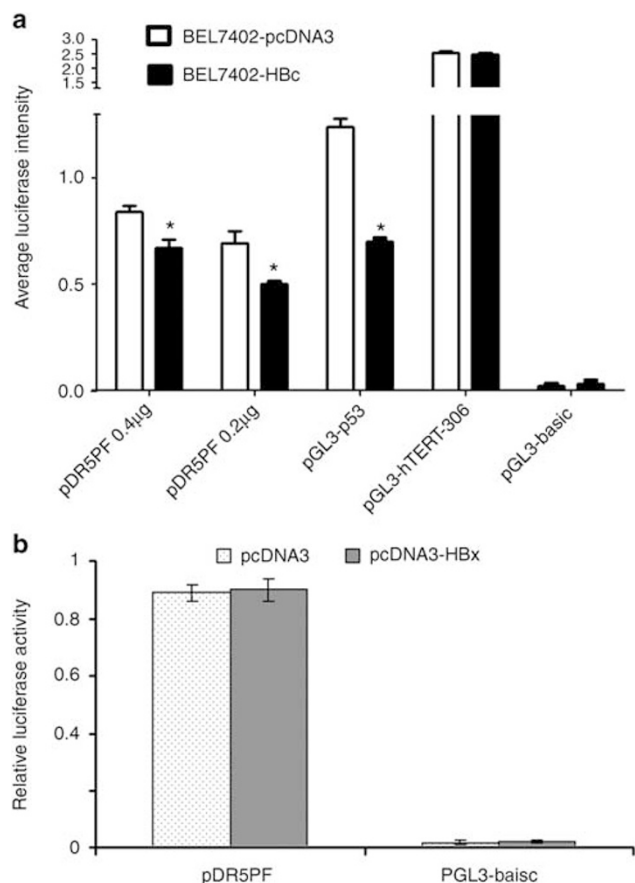 a
BEL7402-pcDNA3
BEL7402-HBc
3.0
2.5
2.0
1.5
1.0
0.5
0.0
Average luciferase intensity
*
*
*
pDR5PF 0.4µg
pDR5PF 0.2µg
pGL3-p53
pGL3-hTERT-306
pGL3-basic
b
pcDNA3
pcDNA3-HBx
1
0.8
0.6
0.4
0
Relative luciferase activity
pDR5PF
PGL3-baisc